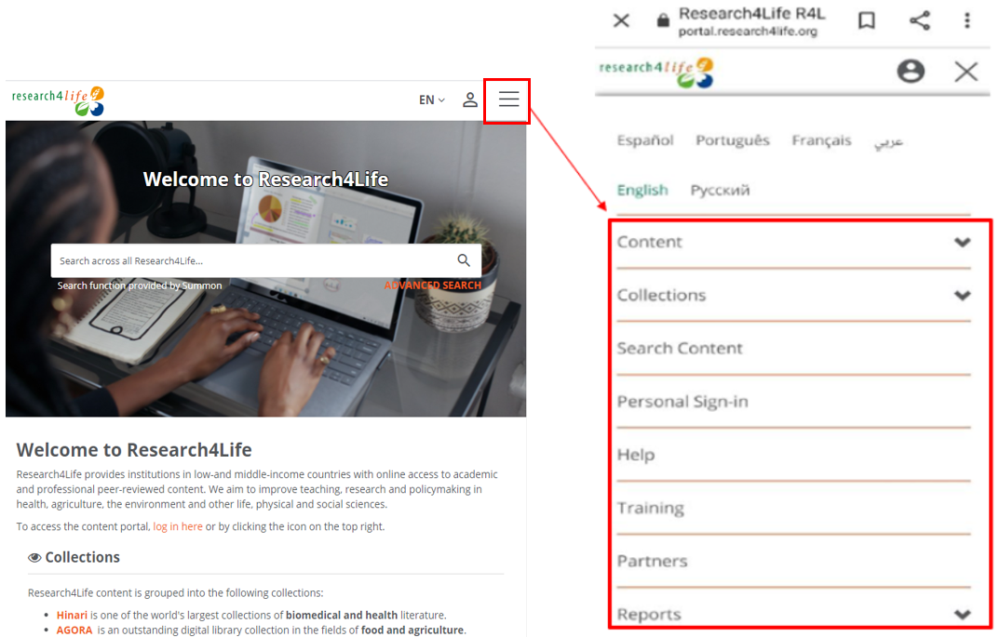 research4life
EN
Welcome to Research4Life
Search across all Research4Life...
Search function provided by Summon
ADVANCED SEARCH
Welcome to Research4Life
Research4Life provides institutions in low-and middle-income countries with online access to academic
and professional peer-reviewed content. We aim to improve teaching, research and policymaking in
health, agriculture, the environment and other life, physical and social sciences.
To access the content portal, log in here or by clicking the icon on the top right.
Collections
Research4Life content is grouped into the following collections:
• Hinari is one of the world's largest collections of biomedical and health literature.
• AGORA is an outstanding digital library collection in the fields of food and agriculture.
Research4Life R4L
portal.research4life.org
research4life
Español Português Français عربي
English Русский
Content
Collections
Search Content
Personal Sign-in
Help
Training
Partners
Reports